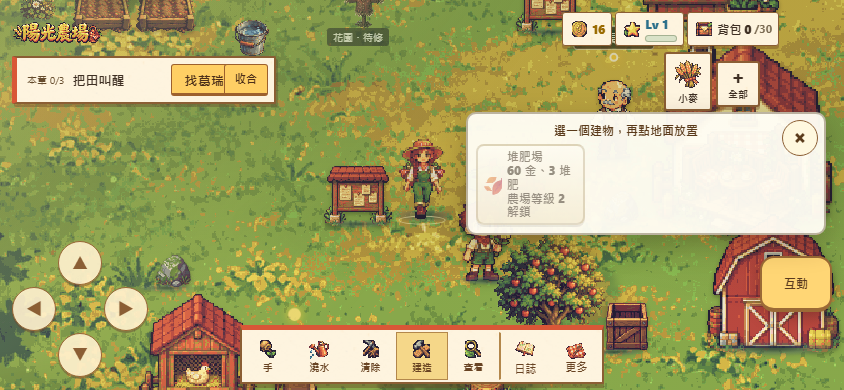 陽光農場
花圃·待修
16
Lv 1
背包 0 /30
本章 0/3 把田叫醒
找葛瑞
收合
小麥
+
全部
選一個建物，再點地面放置
堆肥場
60 金、3 堆
肥
農場等級 2
解鎖
互動
手
澆水
清除
建造
查看
日誌
更多